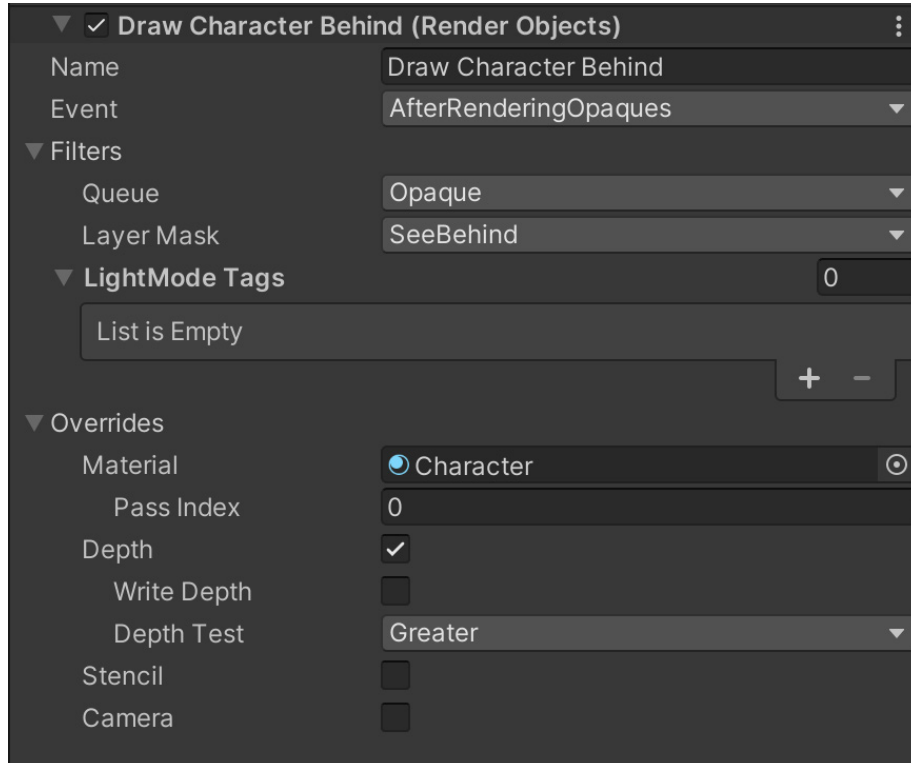 Draw Character Behind (Render Objects)
Name Draw Character Behind
Event AfterRenderingOpaques
Filters
Queue Opaque
Layer Mask SeeBehind
LightMode Tags 0
List is Empty
Overrides
Material Character
Pass Index 0
Depth
Write Depth
Depth Test Greater
Stencil
Camera